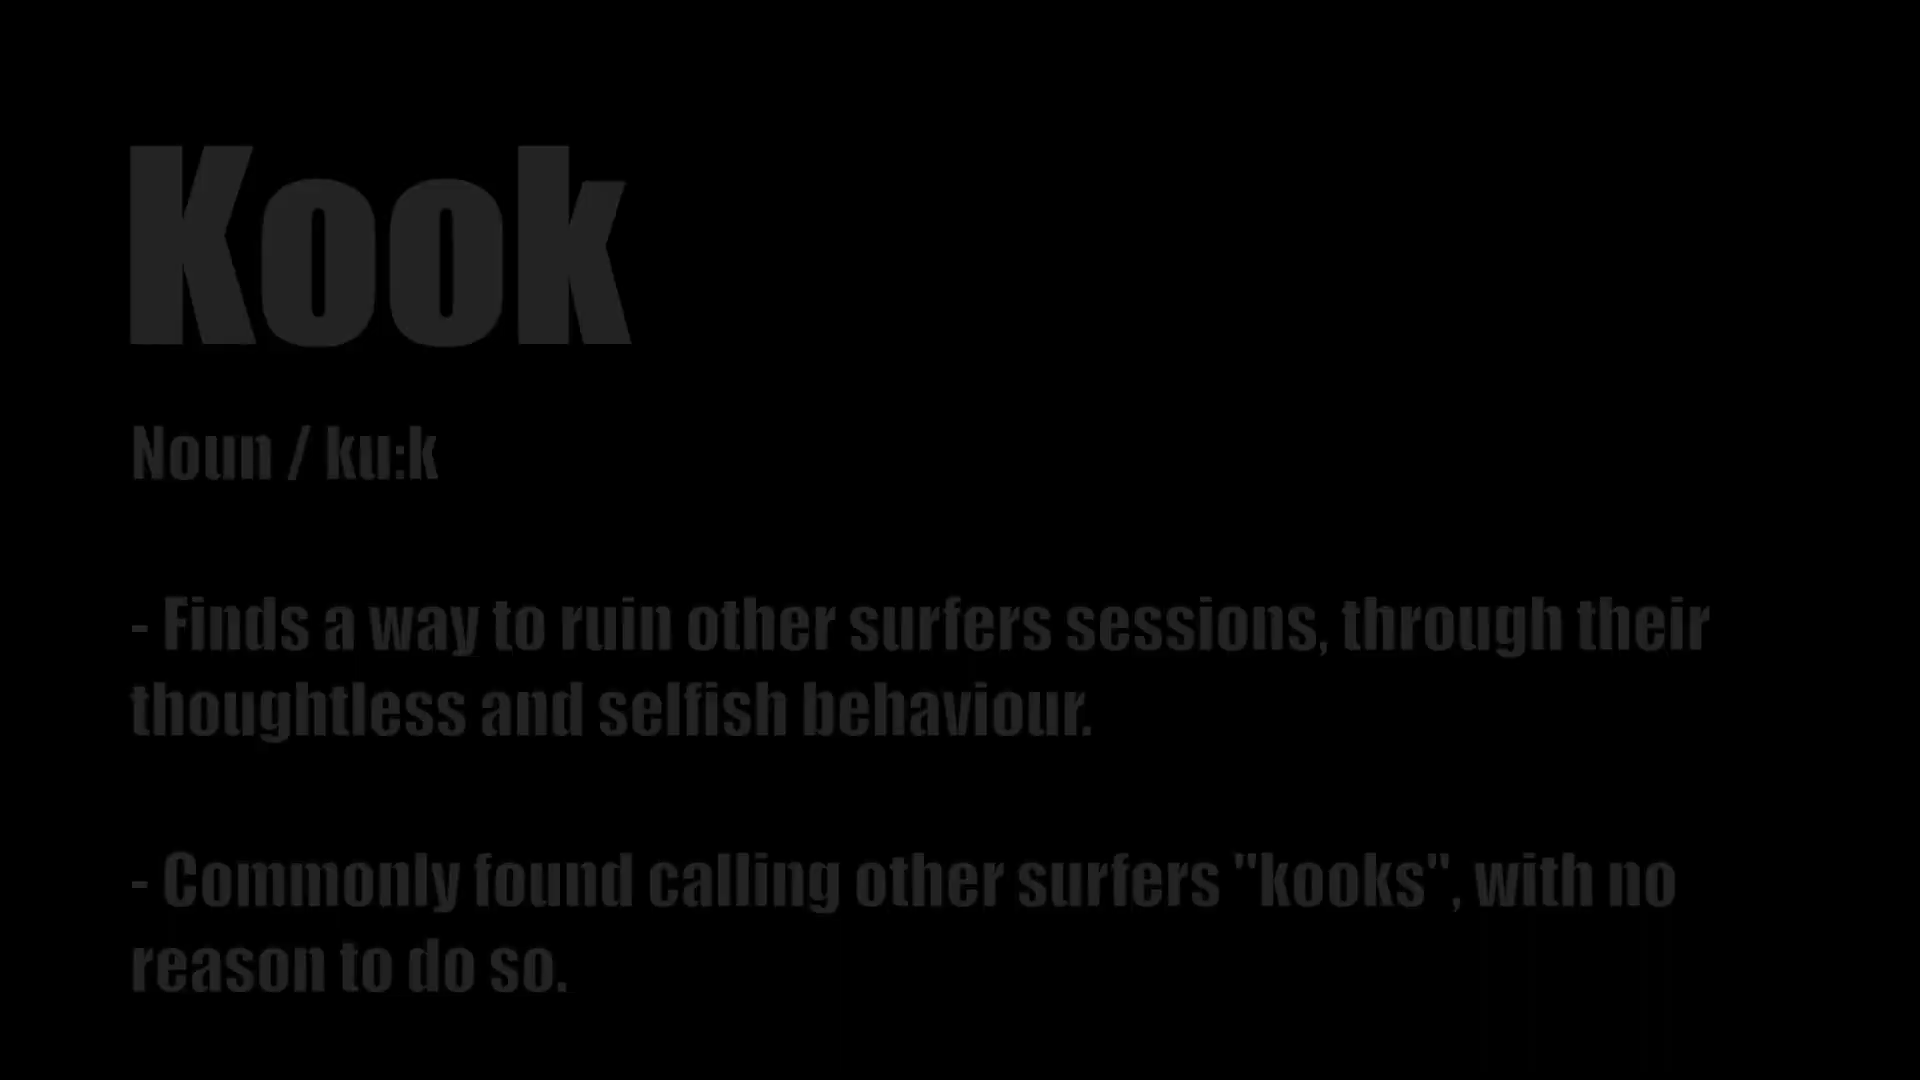 Kook
Noun / ku:k
- Finds a way to ruin other surfers sessions, through their
thoughtless and selfish behaviour.
- Commonly found calling other surfers "kooks", with no
reason to do so.